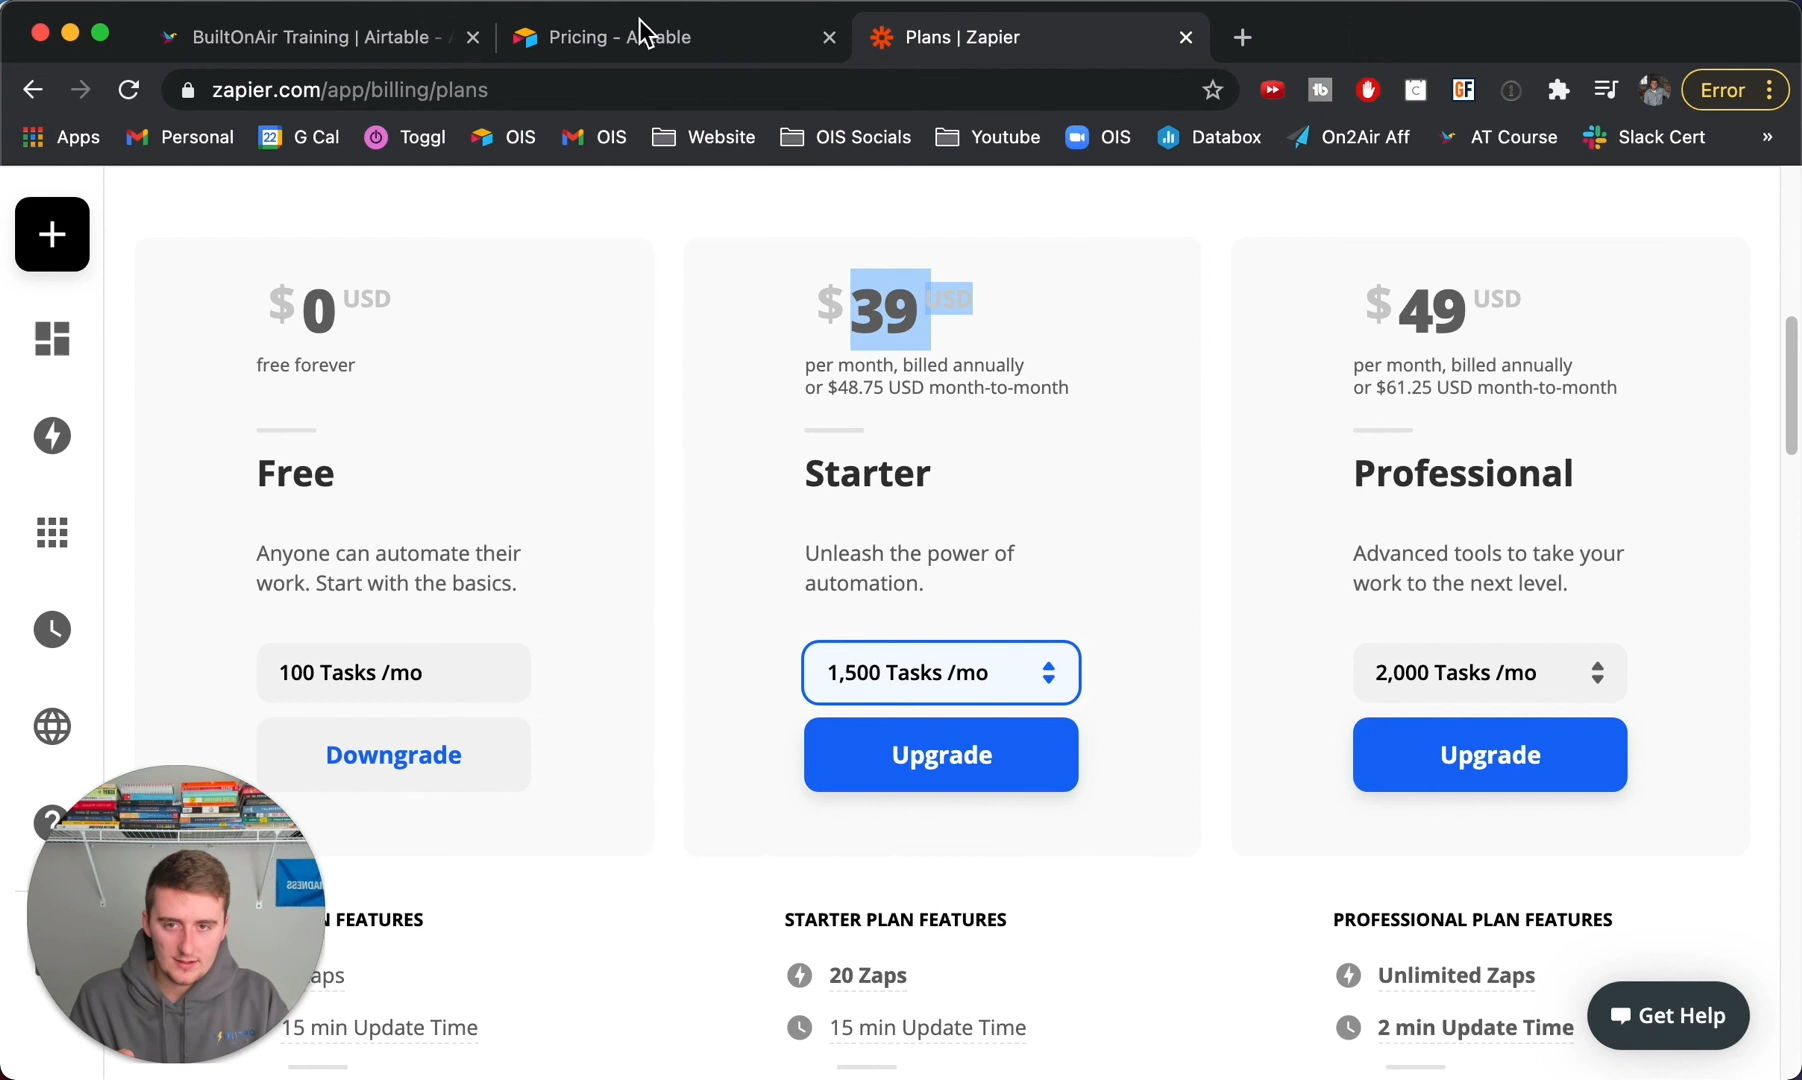 BuiltOnAir Training | Airtable -
Pricing - Airtable
Plans | Zapier
zapier.com/app/billing/plans
Error
Apps
Personal
G Cal
Toggl
OIS
OIS
Website
OIS Socials
Youtube
OIS
Databox
On2Air Aff
AT Course
Slack Cert
»
$0 USD
free forever
Free
Anyone can automate their
work. Start with the basics.
100 Tasks /mo
Downgrade
$39 USD
per month, billed annually
or $48.75 USD month-to-month
Starter
Unleash the power of
automation.
1,500 Tasks /mo
Upgrade
$49 USD
per month, billed annually
or $61.25 USD month-to-month
Professional
Advanced tools to take your
work to the next level.
2,000 Tasks /mo
Upgrade
FEATURES
aps
15 min Update Time
STARTER PLAN FEATURES
20 Zaps
15 min Update Time
PROFESSIONAL PLAN FEATURES
Unlimited Zaps
2 min Update Time
Get Help